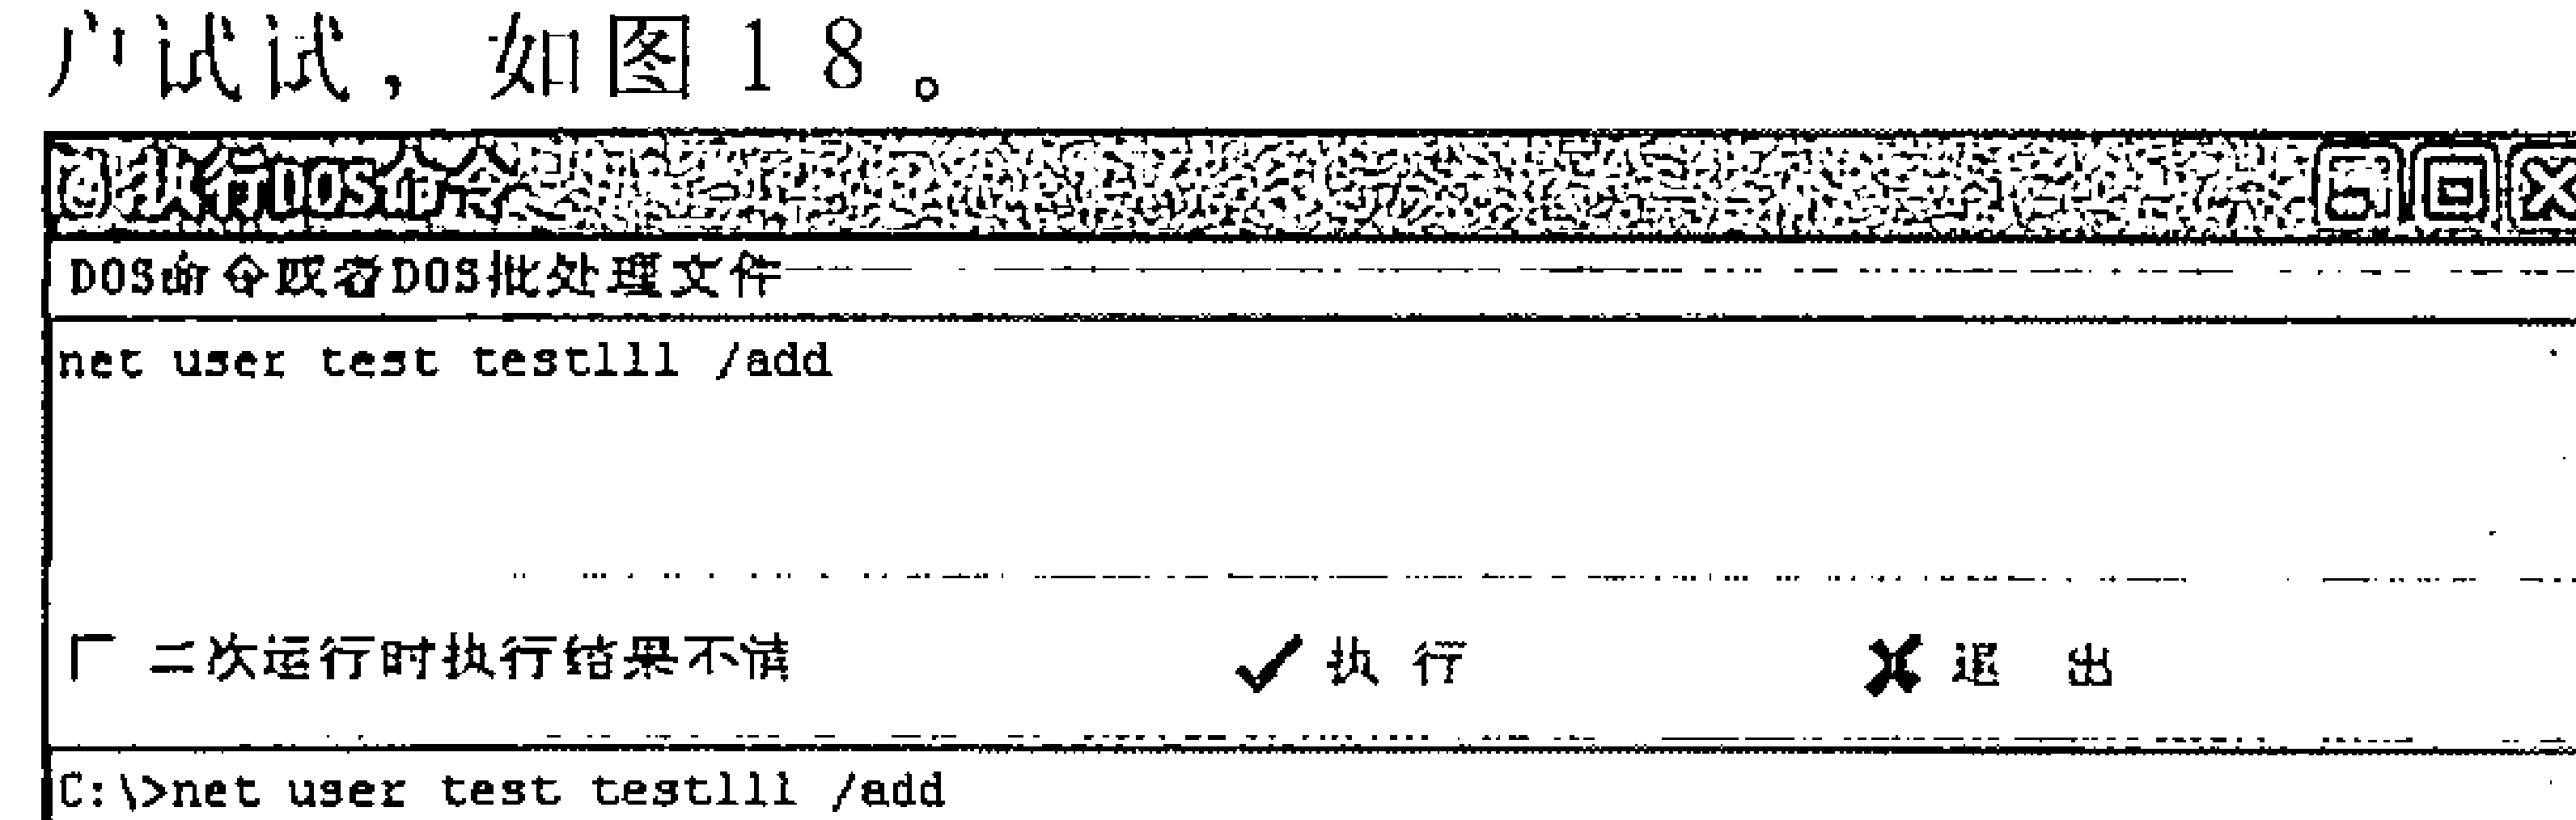 户试试，如图18。
执行DOS命令
DOS命令或者DOS批处理文件
net user test test111 /add
二次运行时执行结果不清
执 行
退 出
C:\>net user test test111 /add